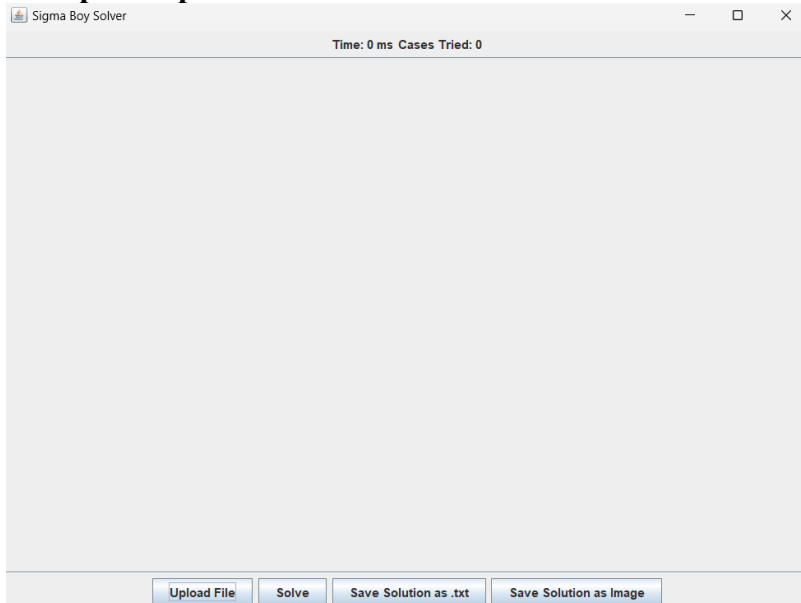 Sigma Boy Solver
Time: 0 ms Cases Tried: 0
Upload File Solve Save Solution as .txt Save Solution as Image